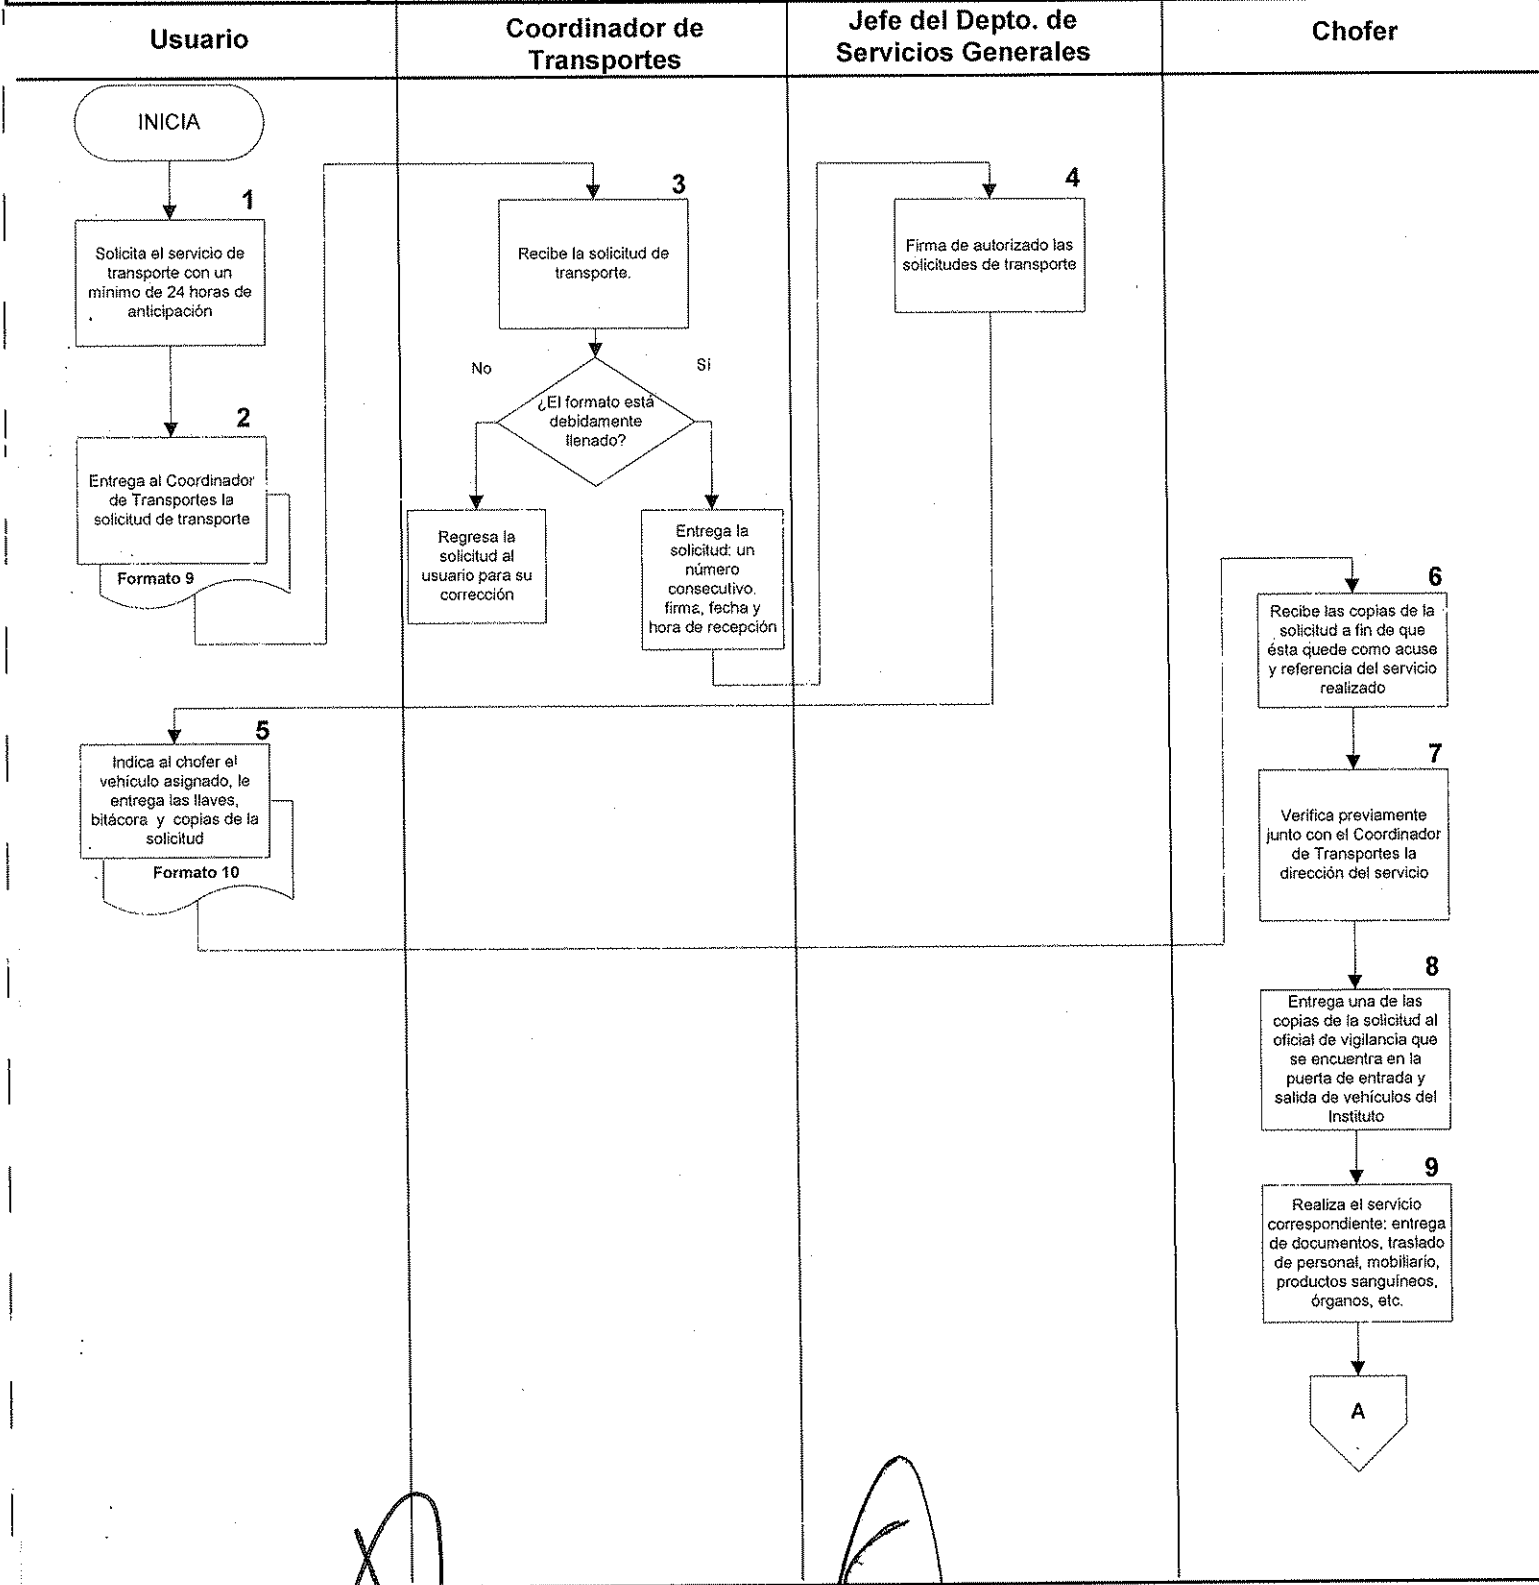 Usuario
Coordinador de
Transportes
Jefe del Depto. de
Servicios Generales
Chofer
INICIA
1
Solicita el servicio de
transporte con un
mínimo de 24 horas de
anticipación
2
Entrega al Coordinador
de Transportes la
solicitud de transporte
Formato 9
3
Recibe la solicitud de
transporte.
No
Sí
¿El formato está
debidamente
llenado?
Regresa la
solicitud al
usuario para su
corrección
Entrega la
solicitud: un
número
consecutivo,
firma, fecha y
hora de recepción
4
Firma de autorizado las
solicitudes de transporte
5
Indica al chofer el
vehículo asignado, le
entrega las llaves,
bitácora y copias de la
solicitud
Formato 10
6
Recibe las copias de la
solicitud a fin de que
ésta quede como acuse
y referencia del servicio
realizado
7
Verifica previamente
junto con el Coordinador
de Transportes la
dirección del servicio
8
Entrega una de las
copias de la solicitud al
oficial de vigilancia que
se encuentra en la
puerta de entrada y
salida de vehículos del
Instituto
9
Realiza el servicio
correspondiente: entrega
de documentos, traslado
de personal, mobiliario,
productos sanguíneos,
órganos, etc.
A